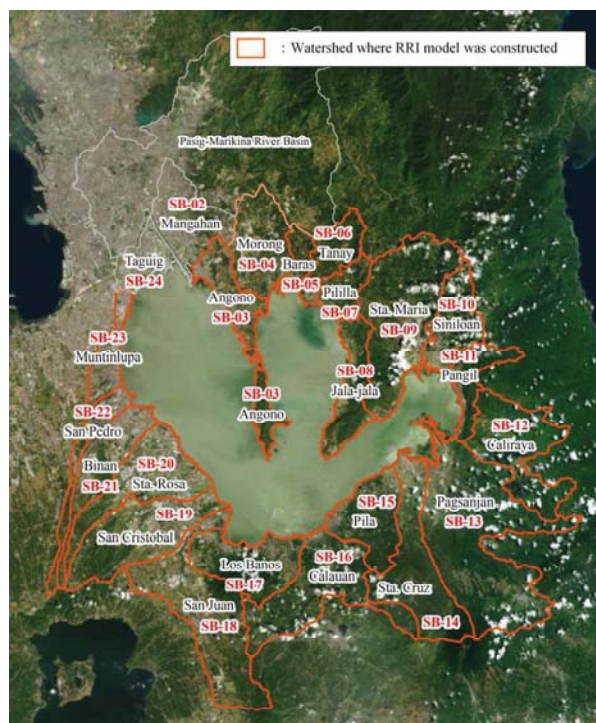 : Watershed where RRI model was constructed
Pasig-Marikina River Basin
SB-02
Mangahan
Morong
SB-04
SB-06
Tanay
Baras
SB-05
Taguig
SB-24
Angono
SB-03
Pililla
SB-07
Sta. Maria
SB-09
SB-10
Siniloan
SB-23
Muntinlupa
SB-11
Pangil
SB-08
Jala-jala
SB-03
Angono
SB-22
San Pedro
SB-12
Caliraya
Binan
SB-21
SB-20
Sta. Rosa
SB-15
Pila
Pagsanjan
SB-13
SB-19
San Cristobal
SB-16
Calauan
Los Banos
SB-17
Sta. Cruz
SB-14
San Juan
SB-18